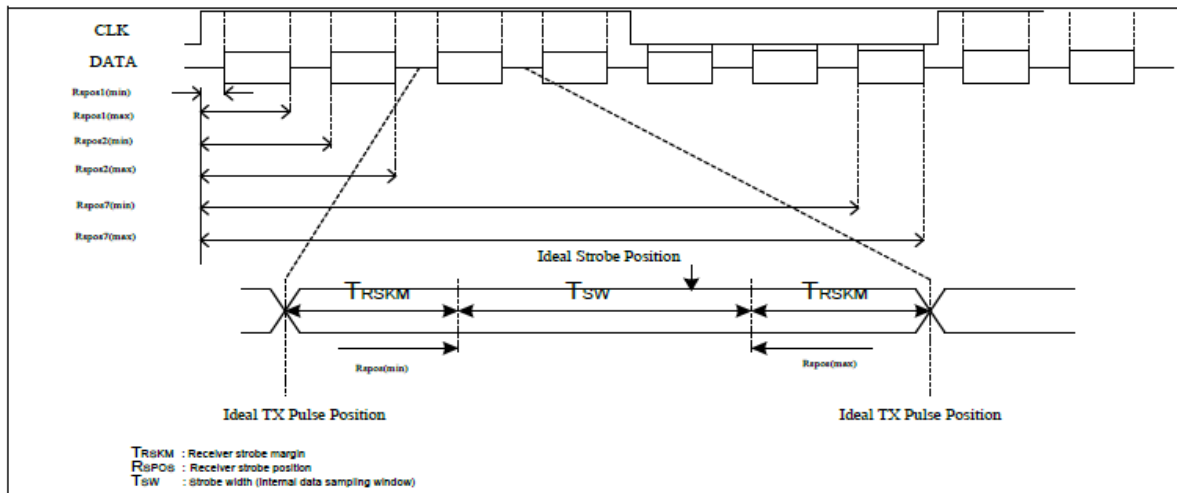 CLK
DATA
Rspos1(min)
Rspos1(max)
Rspos2(min)
Rspos2(max)
Rspos7(min)
Rspos7(max)
Ideal Strobe Position
TRSKM
TSW
TRSKM
Rspos(min)
Rspos(max)
Ideal TX Pulse Position
Ideal TX Pulse Position
TRSKM : Receiver strobe margin
RSPOS : Receiver strobe position
TSW : Strobe width (Internal data sampling window)